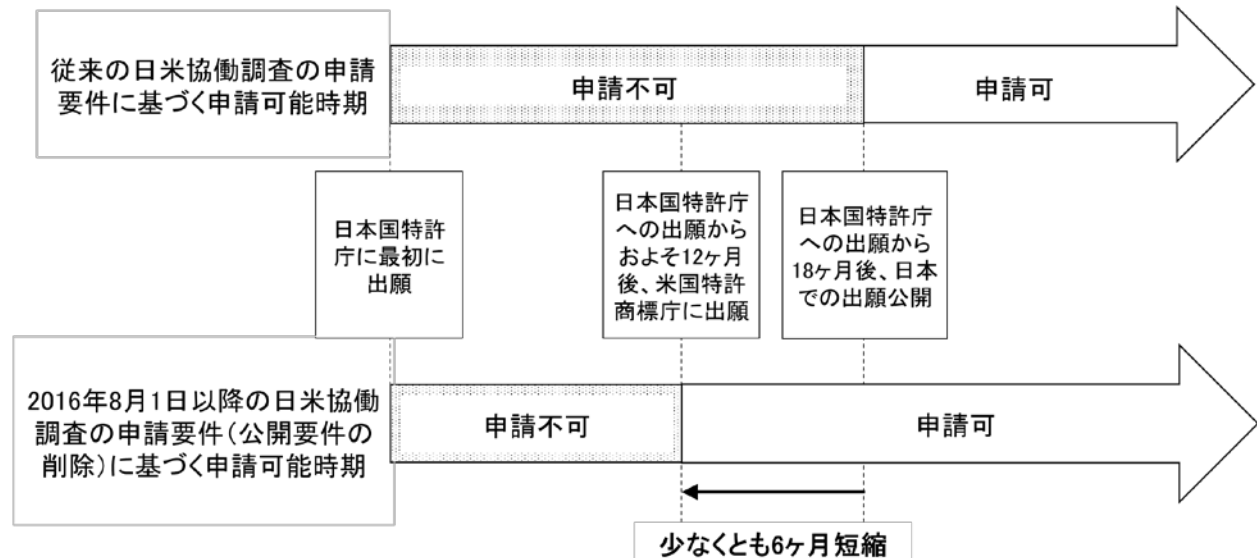 従来の日米協働調査の申請
要件に基づく申請可能時期
申請不可
申請可
日本国特許
庁に最初に
出願
日本国特許庁
への出願から
およそ12ヶ月
後、米国特許
商標庁に出願
日本国特許庁
への出願から
18ヶ月後、日本
での出願公開
2016年8月1日以降の日米協働
調査の申請要件(公開要件の
削除)に基づく申請可能時期
申請不可
申請可
少なくとも6ヶ月短縮